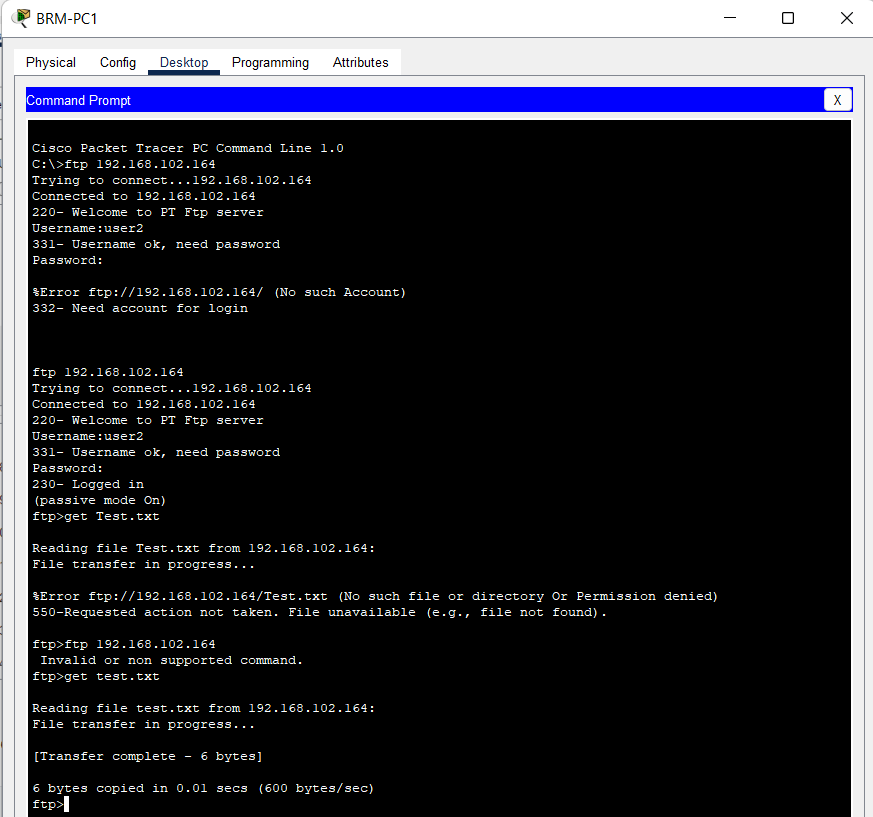 BRM-PC1
Physical Config Desktop Programming Attributes
Command Prompt X
Cisco Packet Tracer PC Command Line 1.0
C:\>ftp 192.168.102.164
Trying to connect...192.168.102.164
Connected to 192.168.102.164
220- Welcome to PT Ftp server
Username:user2
331- Username ok, need password
Password:
%Error ftp://192.168.102.164/ (No such Account)
332- Need account for login
ftp 192.168.102.164
Trying to connect...192.168.102.164
Connected to 192.168.102.164
220- Welcome to PT Ftp server
Username:user2
331- Username ok, need password
Password:
230- Logged in
(passive mode On)
ftp>get Test.txt
Reading file Test.txt from 192.168.102.164:
File transfer in progress...
%Error ftp://192.168.102.164/Test.txt (No such file or directory Or Permission denied)
550-Requested action not taken. File unavailable (e.g., file not found).
ftp>ftp 192.168.102.164
Invalid or non supported command.
ftp>get test.txt
Reading file test.txt from 192.168.102.164:
File transfer in progress...
[Transfer complete - 6 bytes]
6 bytes copied in 0.01 secs (600 bytes/sec)
ftp>